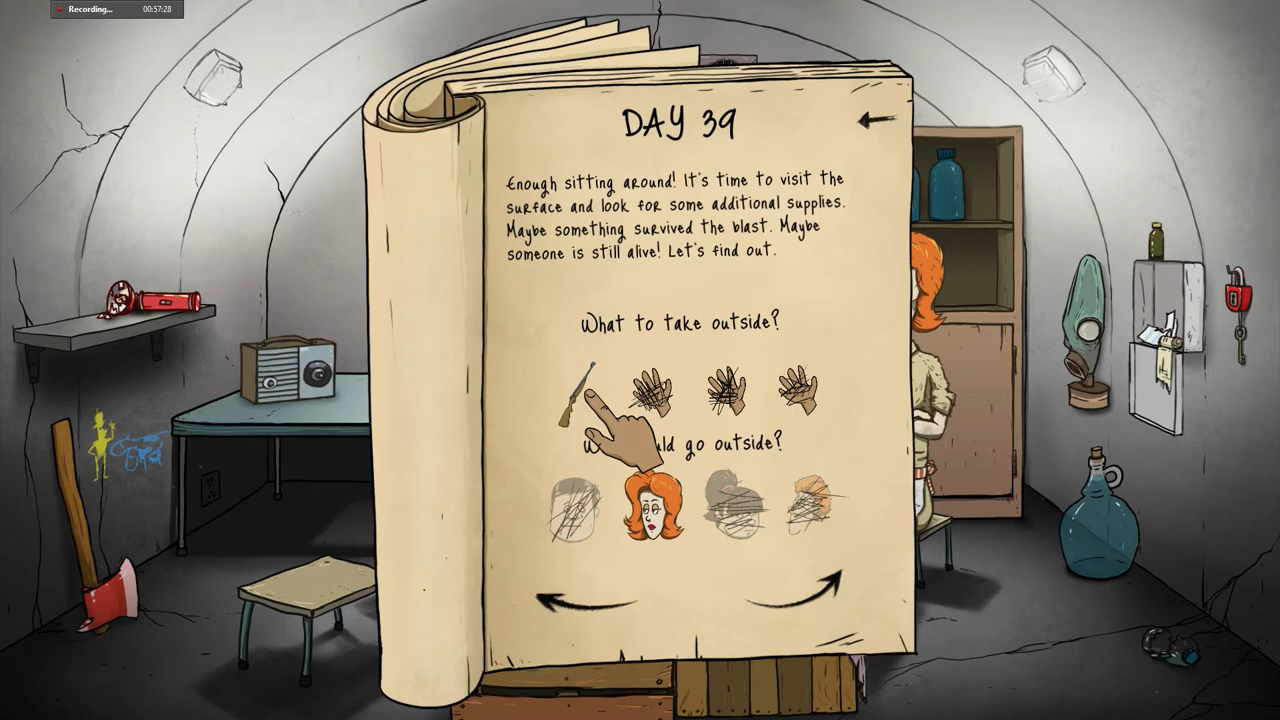 Recording... 00:57:28
DAY 39
Enough sitting around! It's time to visit the
surface and look for some additional supplies.
Maybe something survived the blast. Maybe
someone is still alive! Let's find out.
What to take outside?
go outside?